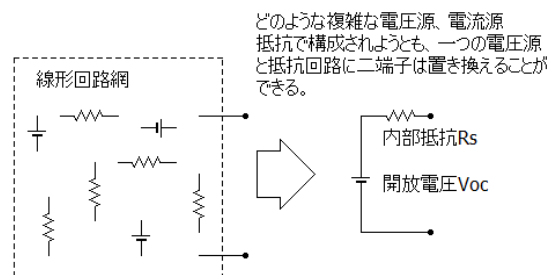 どのような複雑な電圧源、電流源
抵抗で構成されようとも、一つの電圧源
と抵抗回路に二端子は置き換えることが
できる。
線形回路網
内部抵抗Rs
開放電圧Voc